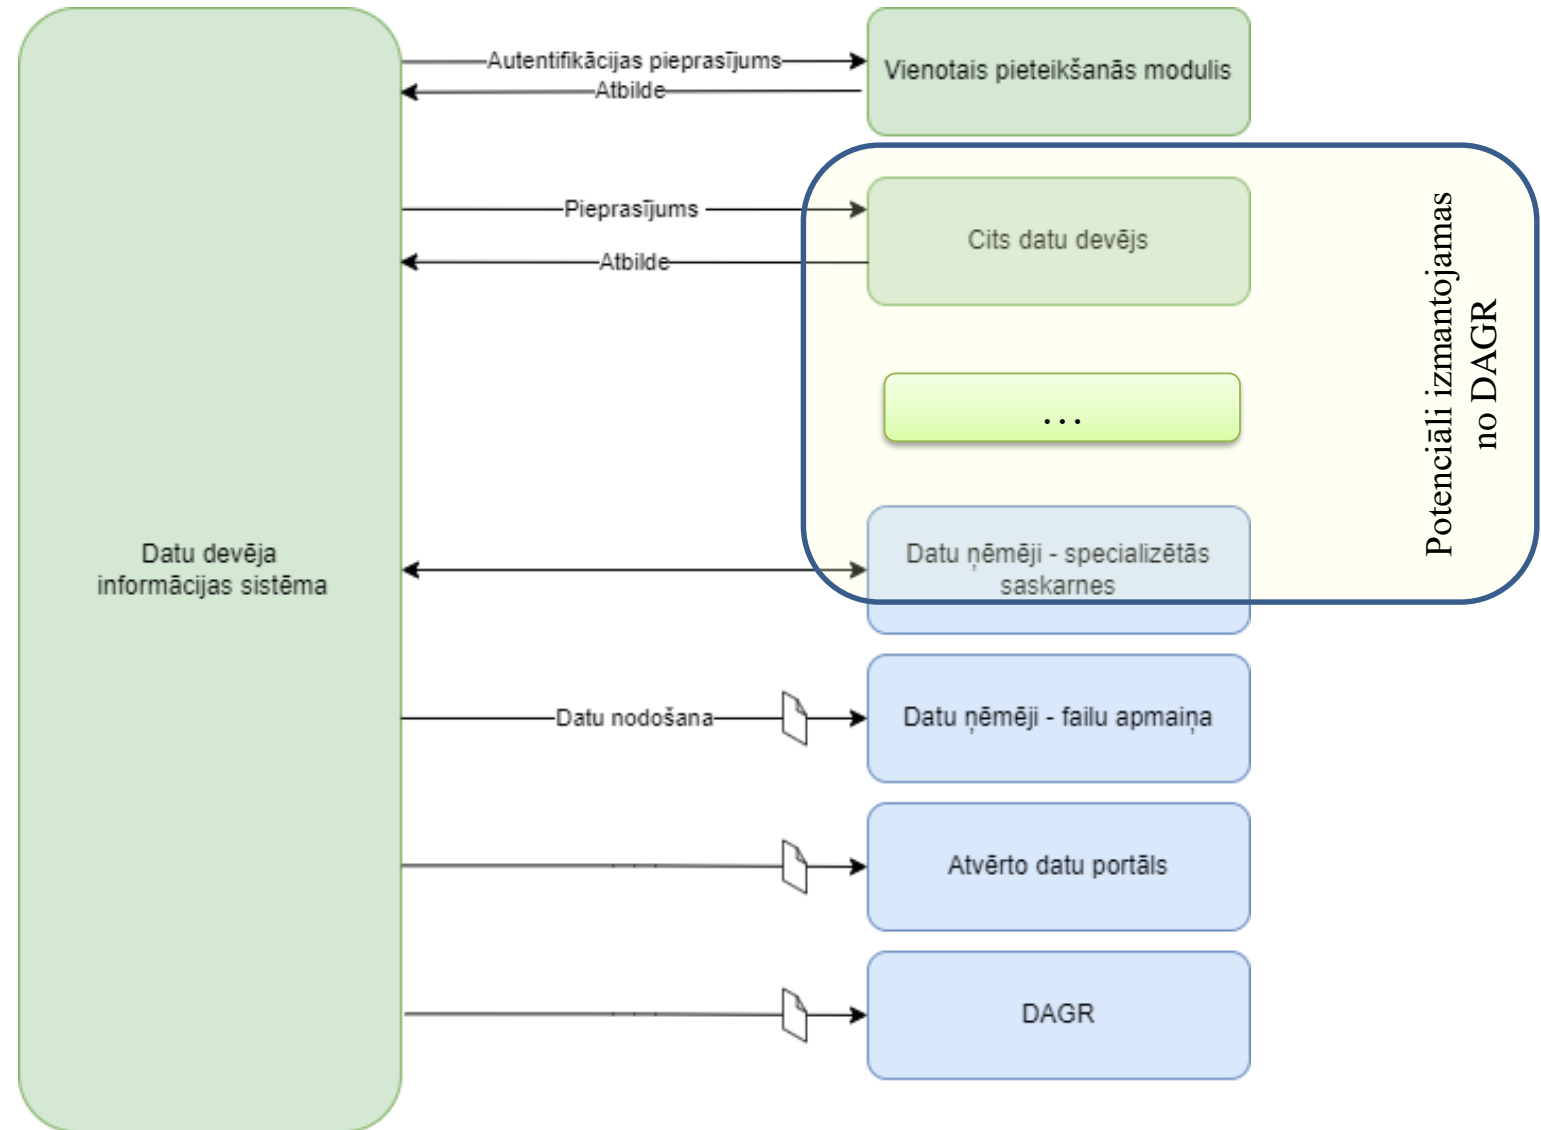 Autentifikācijas pieprasījums
Atbilde
Vienotais pieteikšanās modulis
Pieprasījums
Atbilde
Cits datu devējs
...
Potenciāli izmantojamas
no DAGR
Datu devēja
informācijas sistēma
Datu ņēmēji - specializētās
saskarnes
Datu nodošana
Datu ņēmēji - failu apmaiņa
Atvērto datu portāls
DAGR